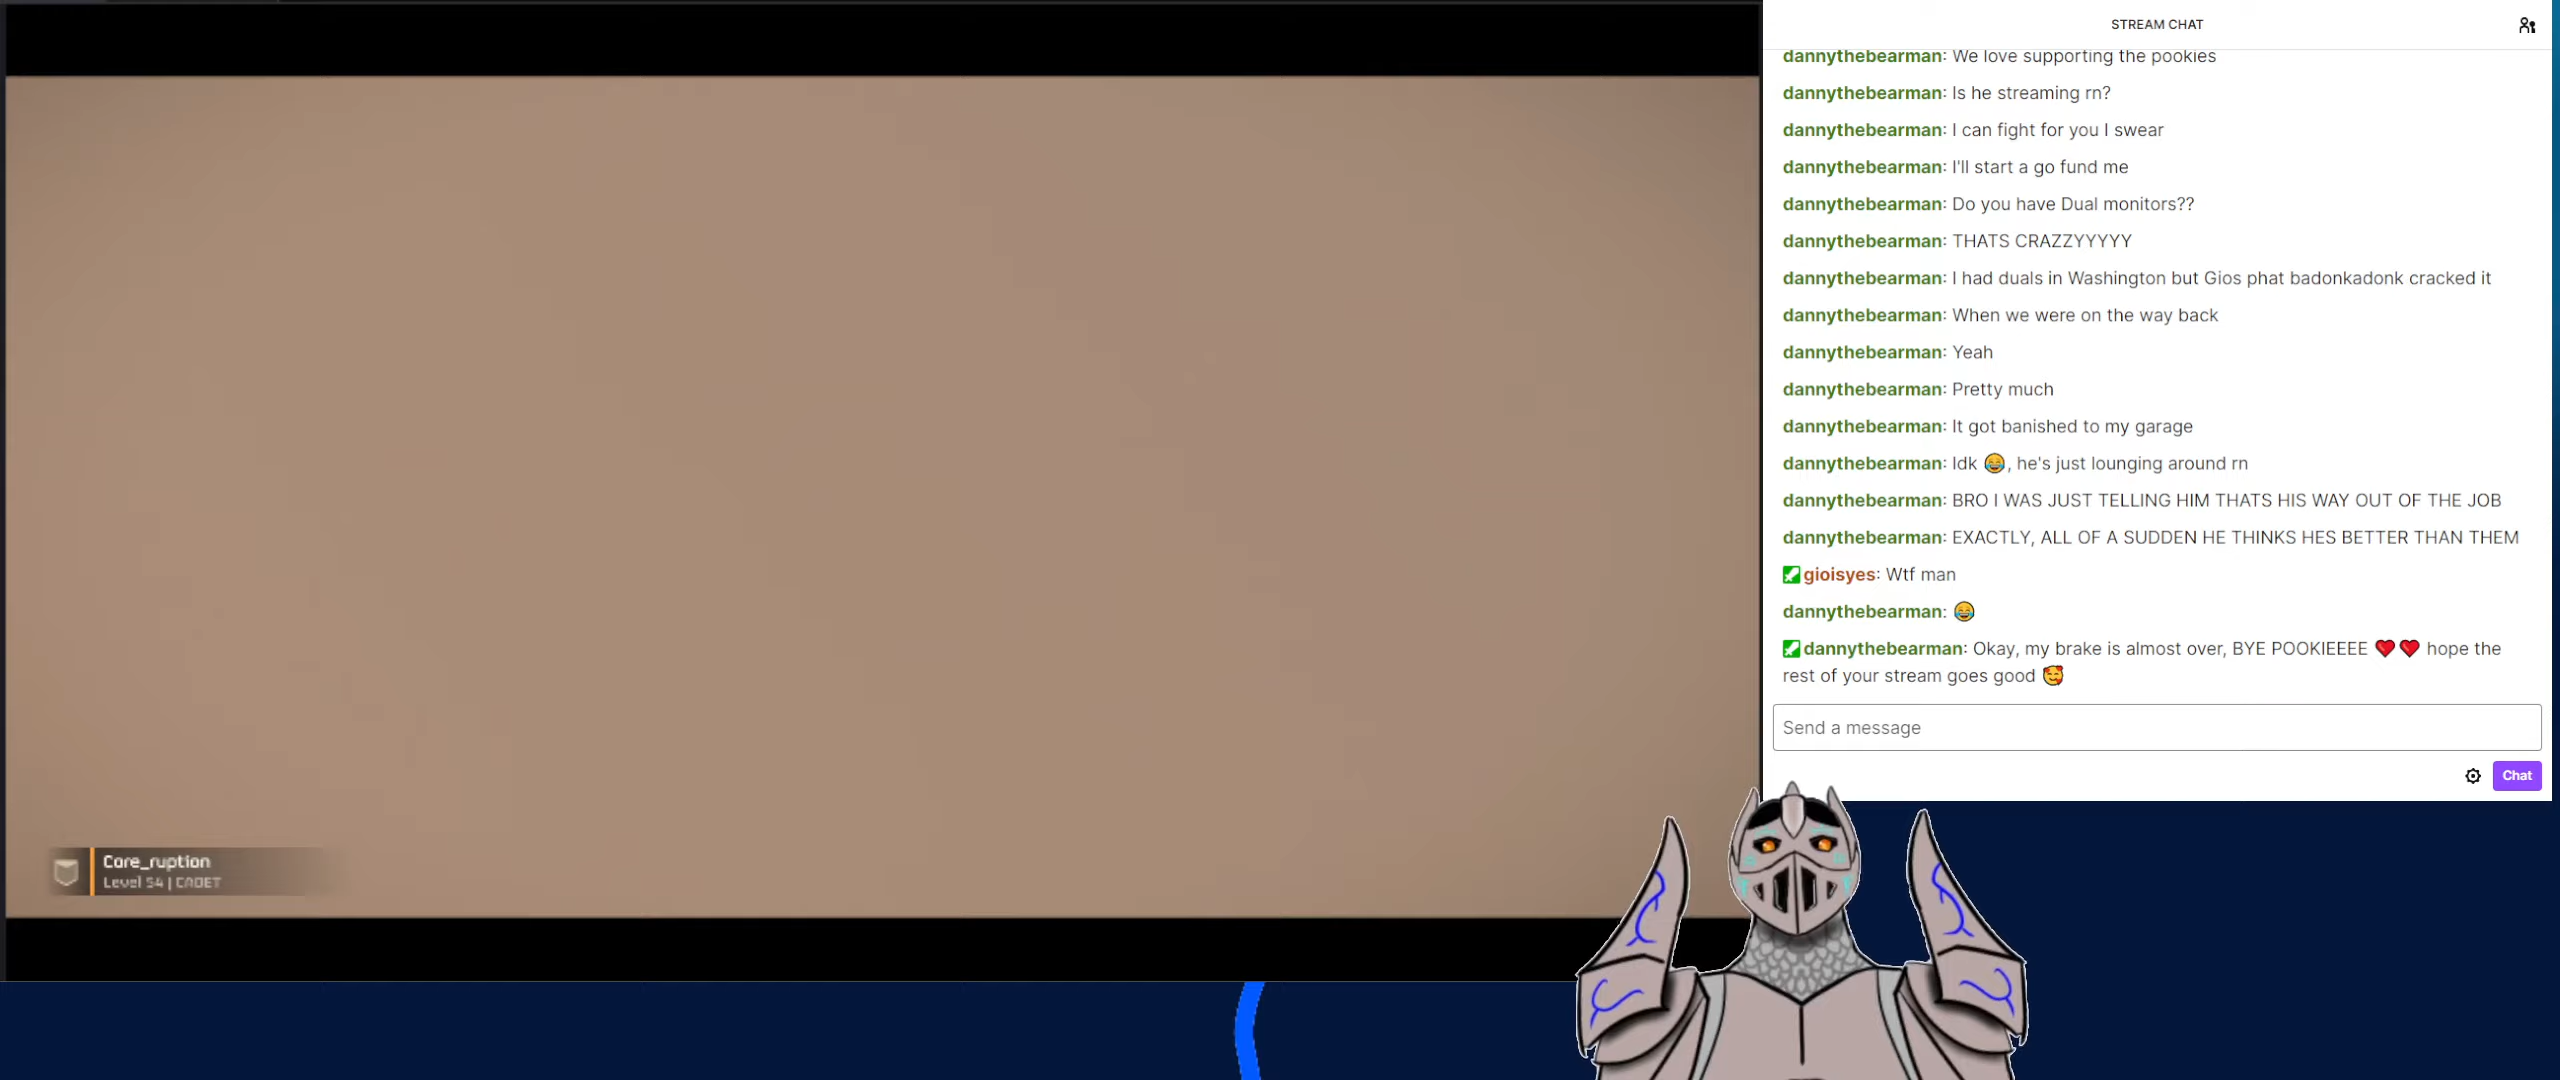 STREAM CHAT
dannythebearman: We love supporting the pookies
dannythebearman: Is he streaming rn?
dannythebearman: I can fight for you I swear
dannythebearman: I'll start a go fund me
dannythebearman: Do you have Dual monitors??
dannythebearman: THATS CRAZZYYYYY
dannythebearman: I had duals in Washington but Gios phat badonkadonk cracked it
dannythebearman: When we were on the way back
dannythebearman: Yeah
dannythebearman: Pretty much
dannythebearman: It got banished to my garage
dannythebearman: Idk 😂, he's just lounging around rn
dannythebearman: BRO I WAS JUST TELLING HIM THATS HIS WAY OUT OF THE JOB
dannythebearman: EXACTLY, ALL OF A SUDDEN HE THINKS HES BETTER THAN THEM
gioisyes: Wtf man
dannythebearman: 😂
dannythebearman: Okay, my brake is almost over, BYE POOKIEEEE ❤️❤️ hope the
rest of your stream goes good 🥰
Send a message
Chat
Core_ruption
Level 54 | CADET